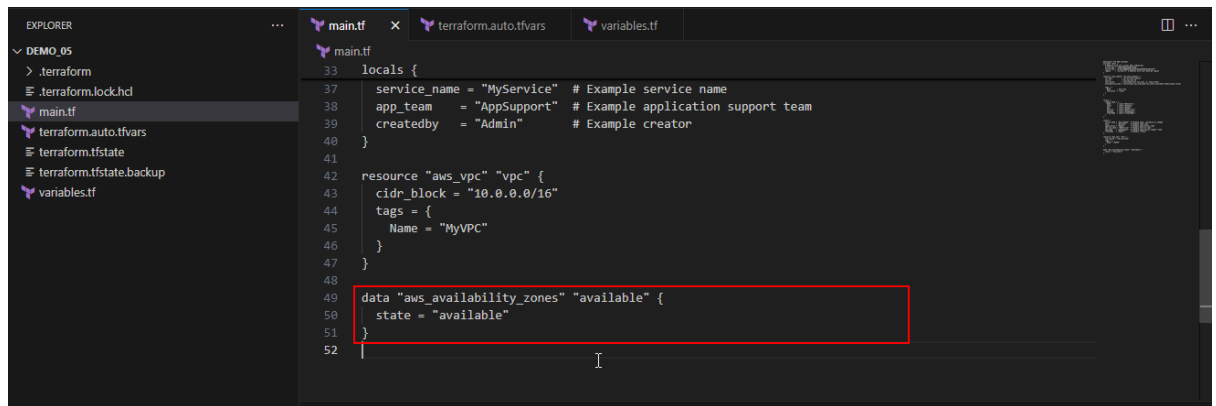 EXPLORER
DEMO_05
.terraform
.terraform.lock.hcl
main.tf
terraform.auto.tfvars
terraform.tfstate
terraform.tfstate.backup
variables.tf
main.tf
terraform.auto.tfvars
variables.tf
main.tf
33 locals {
37 service_name = "MyService" # Example service name
38 app_team = "AppSupport" # Example application support team
39 createdby = "Admin" # Example creator
40 }
41
42 resource "aws_vpc" "vpc" {
43 cidr_block = "10.0.0.0/16"
44 tags = {
45 Name = "MyVPC"
46 }
47 }
48
49 data "aws_availability_zones" "available" {
50 state = "available"
51 }
52